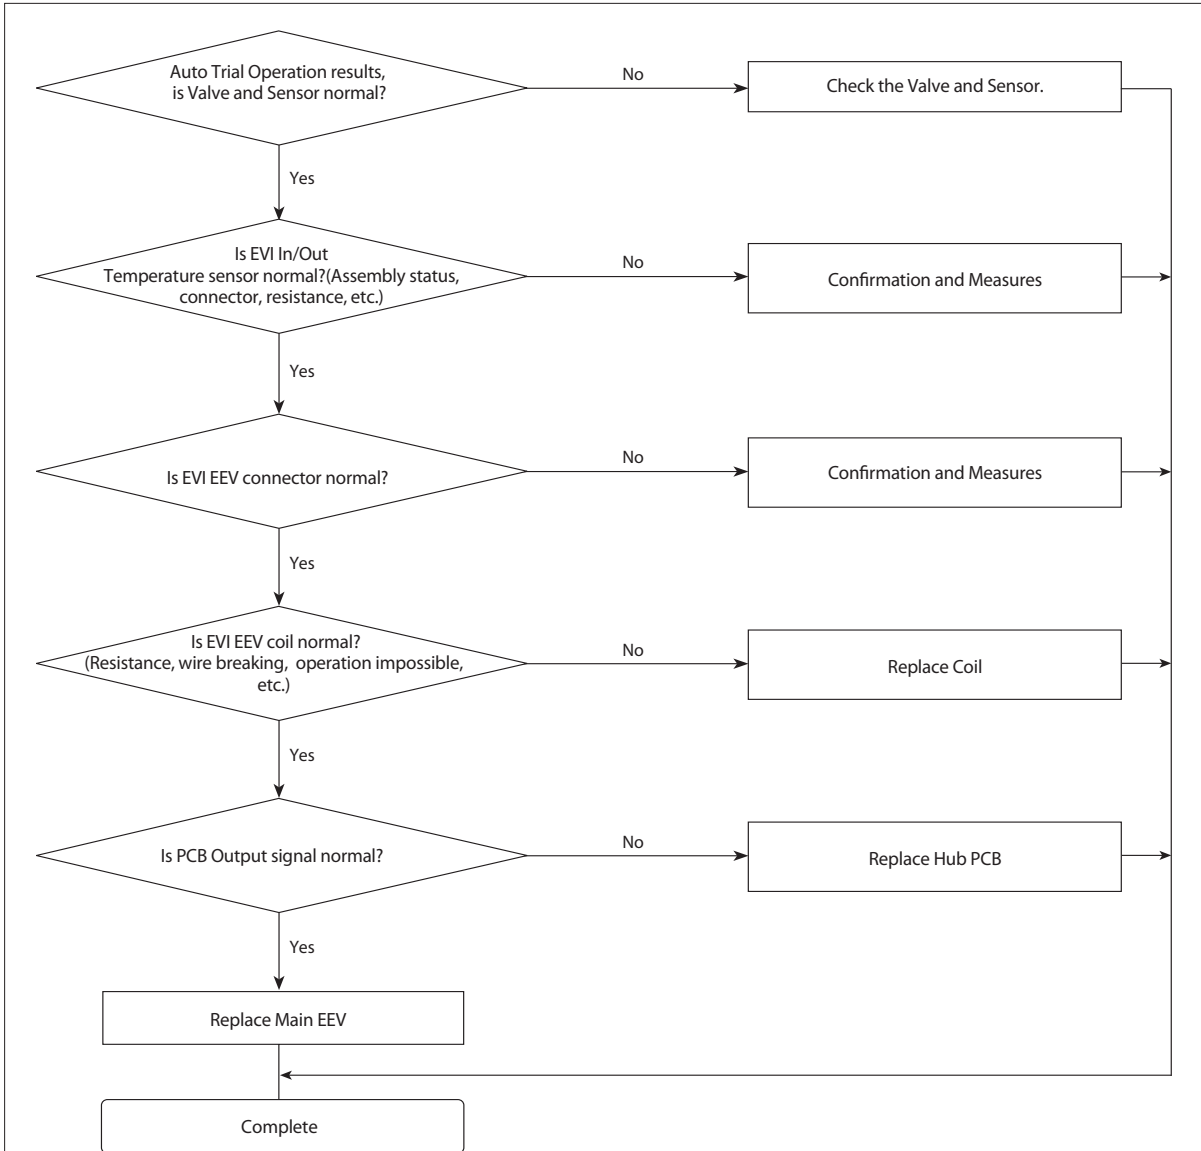 Auto Trial Operation results,
is Valve and Sensor normal?
No
Check the Valve and Sensor.
Yes
Is EVI In/Out
Temperature sensor normal?(Assembly status,
connector, resistance, etc.)
No
Confirmation and Measures
Yes
Is EVI EEV connector normal?
No
Confirmation and Measures
Yes
Is EVI EEV coil normal?
(Resistance, wire breaking, operation impossible,
etc.)
No
Replace Coil
Yes
Is PCB Output signal normal?
No
Replace Hub PCB
Yes
Replace Main EEV
Complete